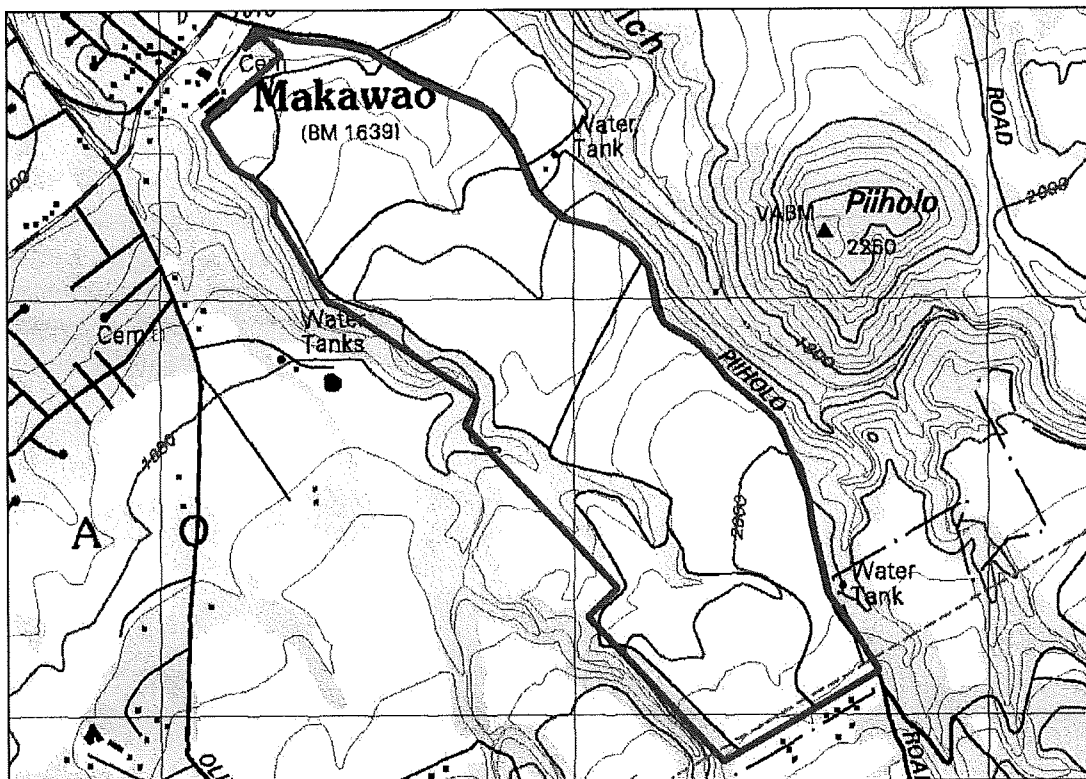 Cem
Makawao
(BM 1639)
Water
Tank
ROAD
2000
VABM
Piiholo
2260
Cem
Water
Tanks
1800
PIIHOLO
1800
A O
2000
Water
Tank
ROAD